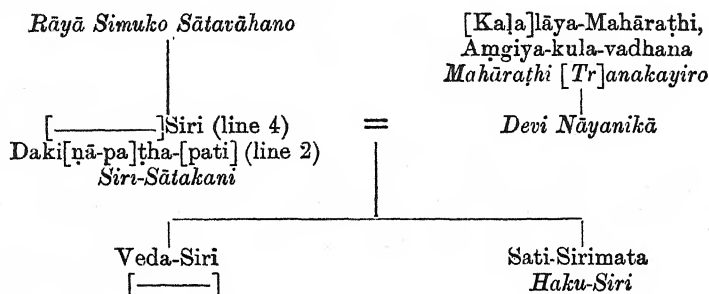 Rāyā Simuko Sātavāhano
[Kaḷa]lāya-Mahāraṭhi,
Aṃgiya-kula-vadhana
Mahāraṭhi [Tr]anakayiro
[———]Siri (line 4)
=
Devi Nāyanikā
Daki[ṇā-pa]ṭha-[pati] (line 2)
Siri-Sātakani
Veda-Siri
[———]
Sati-Sirimata
Haku-Siri